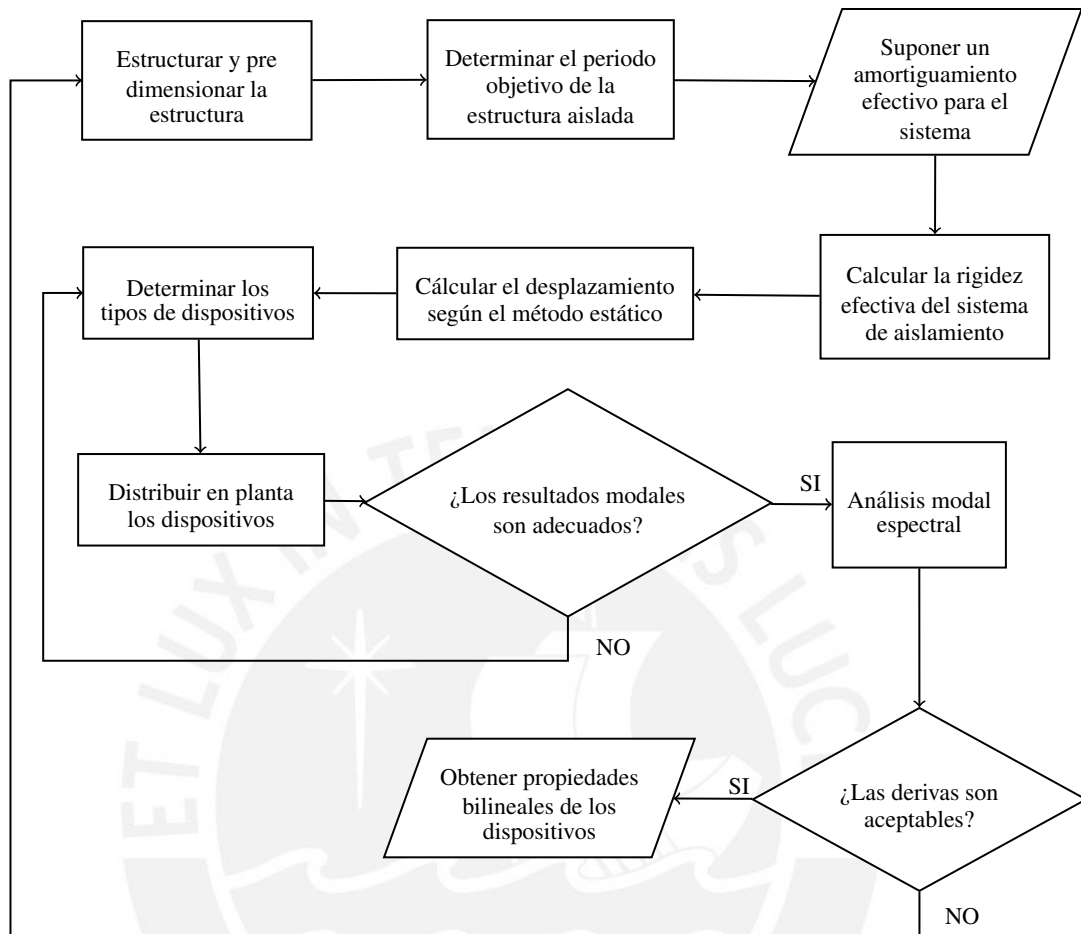 Estructurar y pre
dimensionar la
estructura
Determinar el periodo
objetivo de la
estructura aislada
Suponer un
amortiguamiento
efectivo para el
sistema
Determinar los
tipos de dispositivos
Cálcular el desplazamiento
según el método estático
Calcular la rigidez
efectiva del sistema
de aislamiento
Distribuir en planta
los dispositivos
¿Los resultados modales
son adecuados?
SI
Análisis modal
espectral
NO
Obtener propiedades
bilineales de los
dispositivos
SI
¿Las derivas son
aceptables?
NO
ET LUX IN